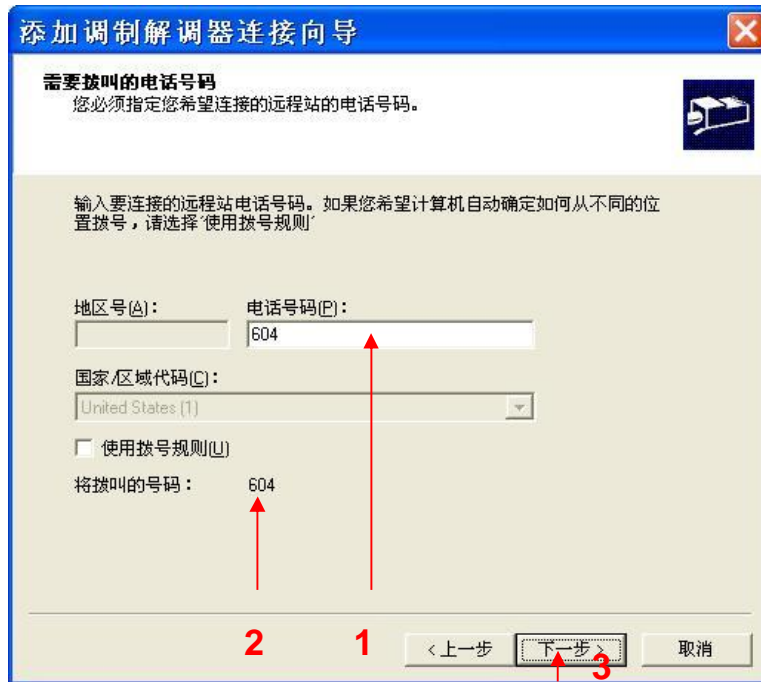 添加调制解调器连接向导
需要拨叫的电话号码
您必须指定您希望连接的远程站的电话号码。
输入要连接的远程站电话号码。如果您希望计算机自动确定如何从不同的位
置拨号，请选择'使用拨号规则'
地区号(A)： 电话号码(P)：
604
国家/区域代码(C)：
United States (1)
使用拨号规则(U)
将拨叫的号码： 604
2 1
<上一步 下一步> 取消
3